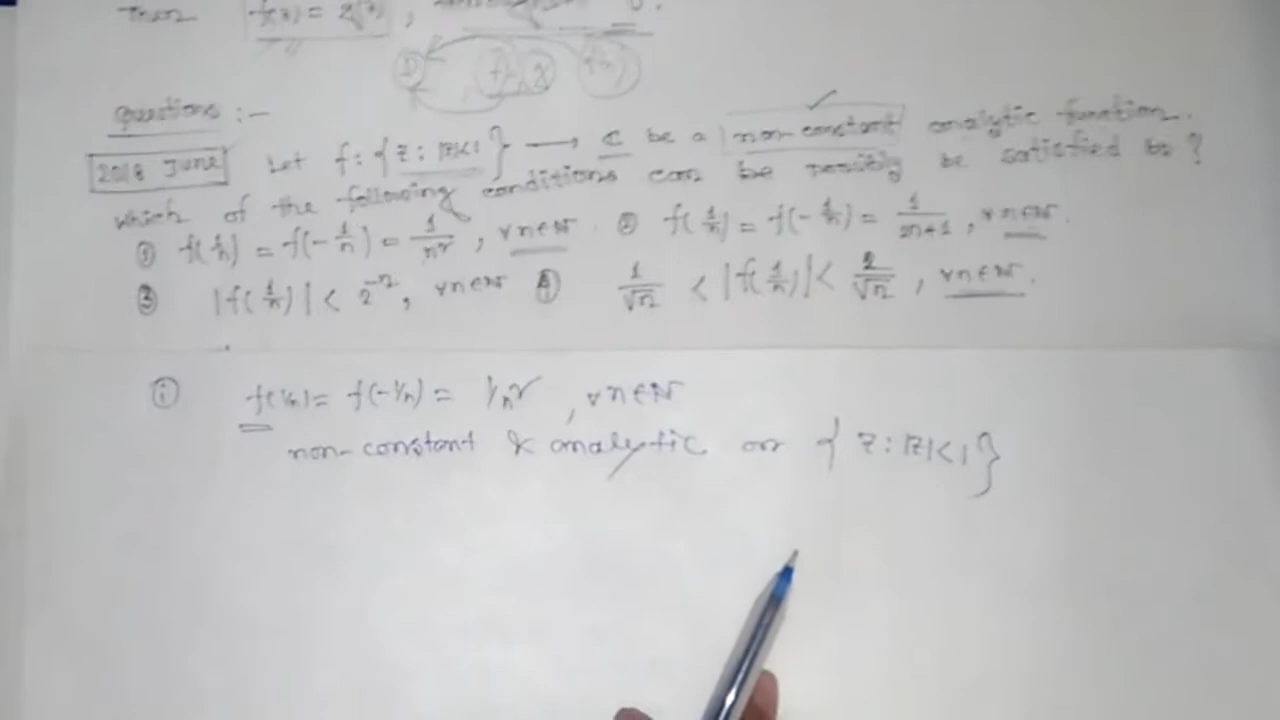 Then f(z) = g(z),
D
Questions :-
2018 June Let f: {z : |z|<1} → C be a non-constant analytic function.
which of the following conditions can be possibly be satisfied by ?
① f(1/n) = f(-1/n) = 1/n², ∀n∈N. ② f(1/n) = f(-1/n) = 1/2n+1, ∀n∈N.
③ |f(1/n)| < 2⁻ⁿ, ∀n∈N ④ 1/√n < |f(1/n)| < 2/√n, ∀n∈N.
① f(1/n) = f(-1/n) = 1/n², ∀n∈N
non-constant & analytic on {z : |z|<1}